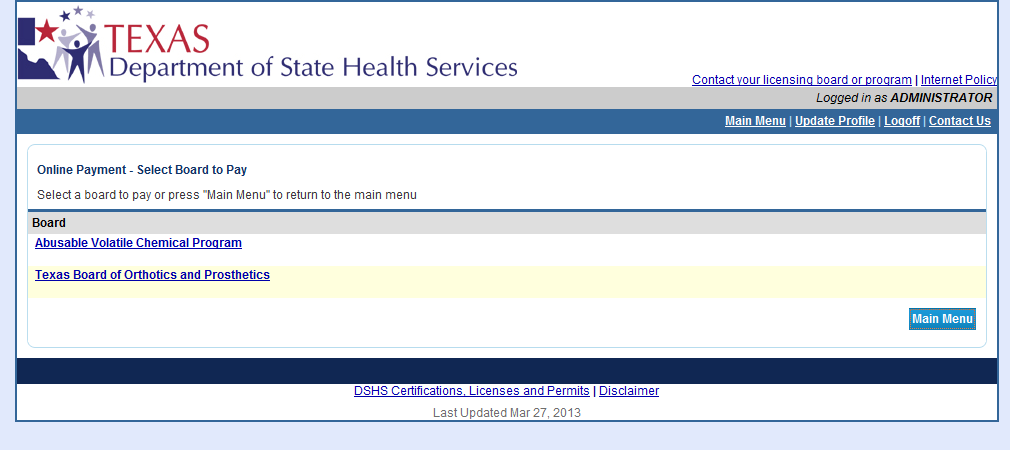 TEXAS
Department of State Health Services
Contact your licensing board or program | Internet Policy
Logged in as ADMINISTRATOR
Main Menu | Update Profile | Logoff | Contact Us
Online Payment - Select Board to Pay
Select a board to pay or press "Main Menu" to return to the main menu
Board
Abusable Volatile Chemical Program
Texas Board of Orthotics and Prosthetics
Main Menu
DSHS Certifications, Licenses and Permits | Disclaimer
Last Updated Mar 27, 2013